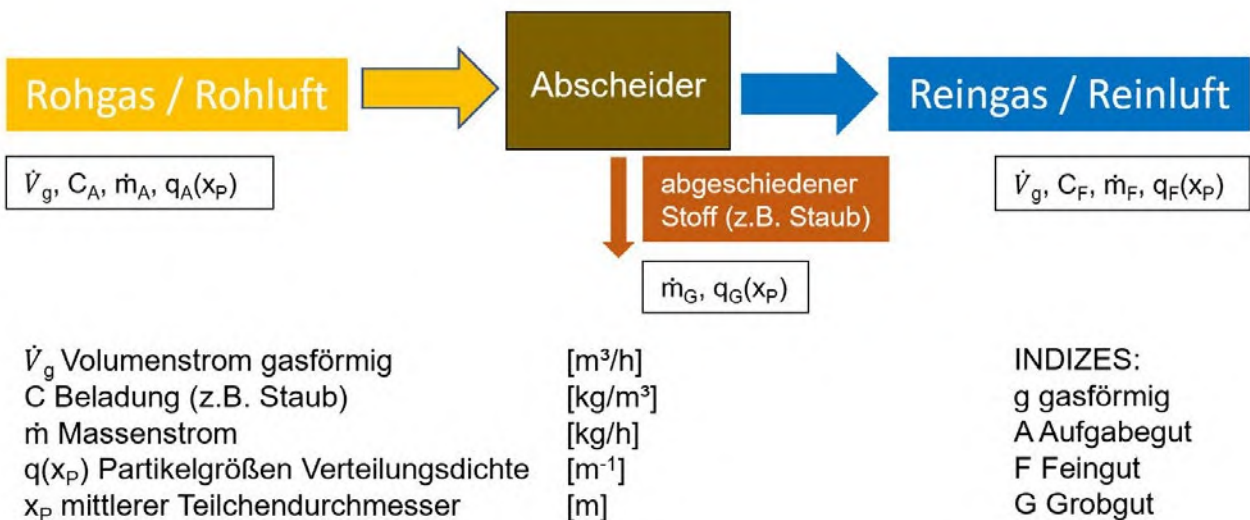 Rohgas / Rohluft
Abscheider
Reingas / Reinluft
V̇g, CA, ṁA, qA(xP)
abgeschiedener
Stoff (z.B. Staub)
V̇g, CF, ṁF, qF(xP)
ṁG, qG(xP)
V̇g Volumenstrom gasförmig [m³/h] INDIZES:
C Beladung (z.B. Staub) [kg/m³] g gasförmig
ṁ Massenstrom [kg/h] A Aufgabegut
q(xP) Partikelgrößen Verteilungsdichte [m⁻¹] F Feingut
xP mittlerer Teilchendurchmesser [m] G Grobgut